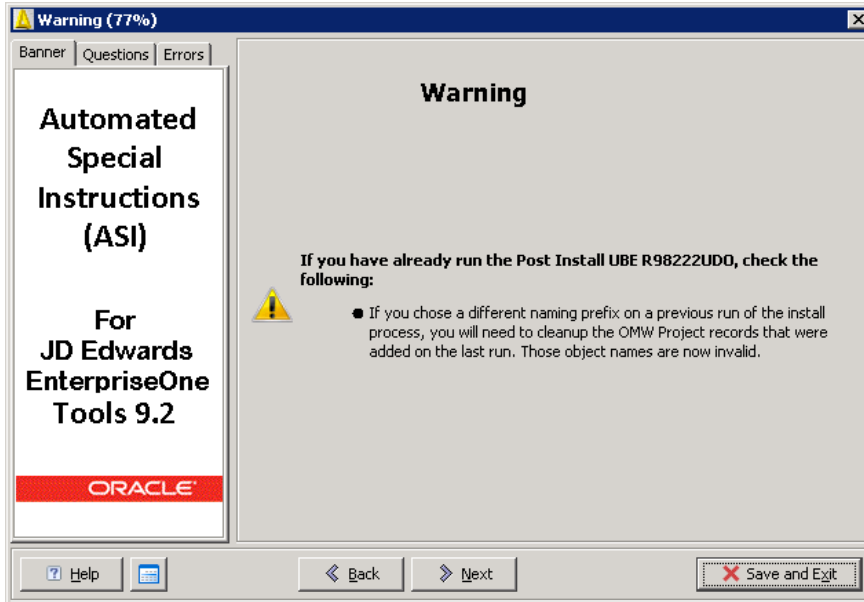 Warning (77%)
Banner
Questions
Errors
Automated
Special
Instructions
(ASI)
For
JD Edwards
EnterpriseOne
Tools 9.2
ORACLE
Warning
If you have already run the Post Install UBE R98222UDO, check the
following:
If you chose a different naming prefix on a previous run of the install
process, you will need to cleanup the OMW Project records that were
added on the last run. Those object names are now invalid.
Help
Back
Next
Save and Exit